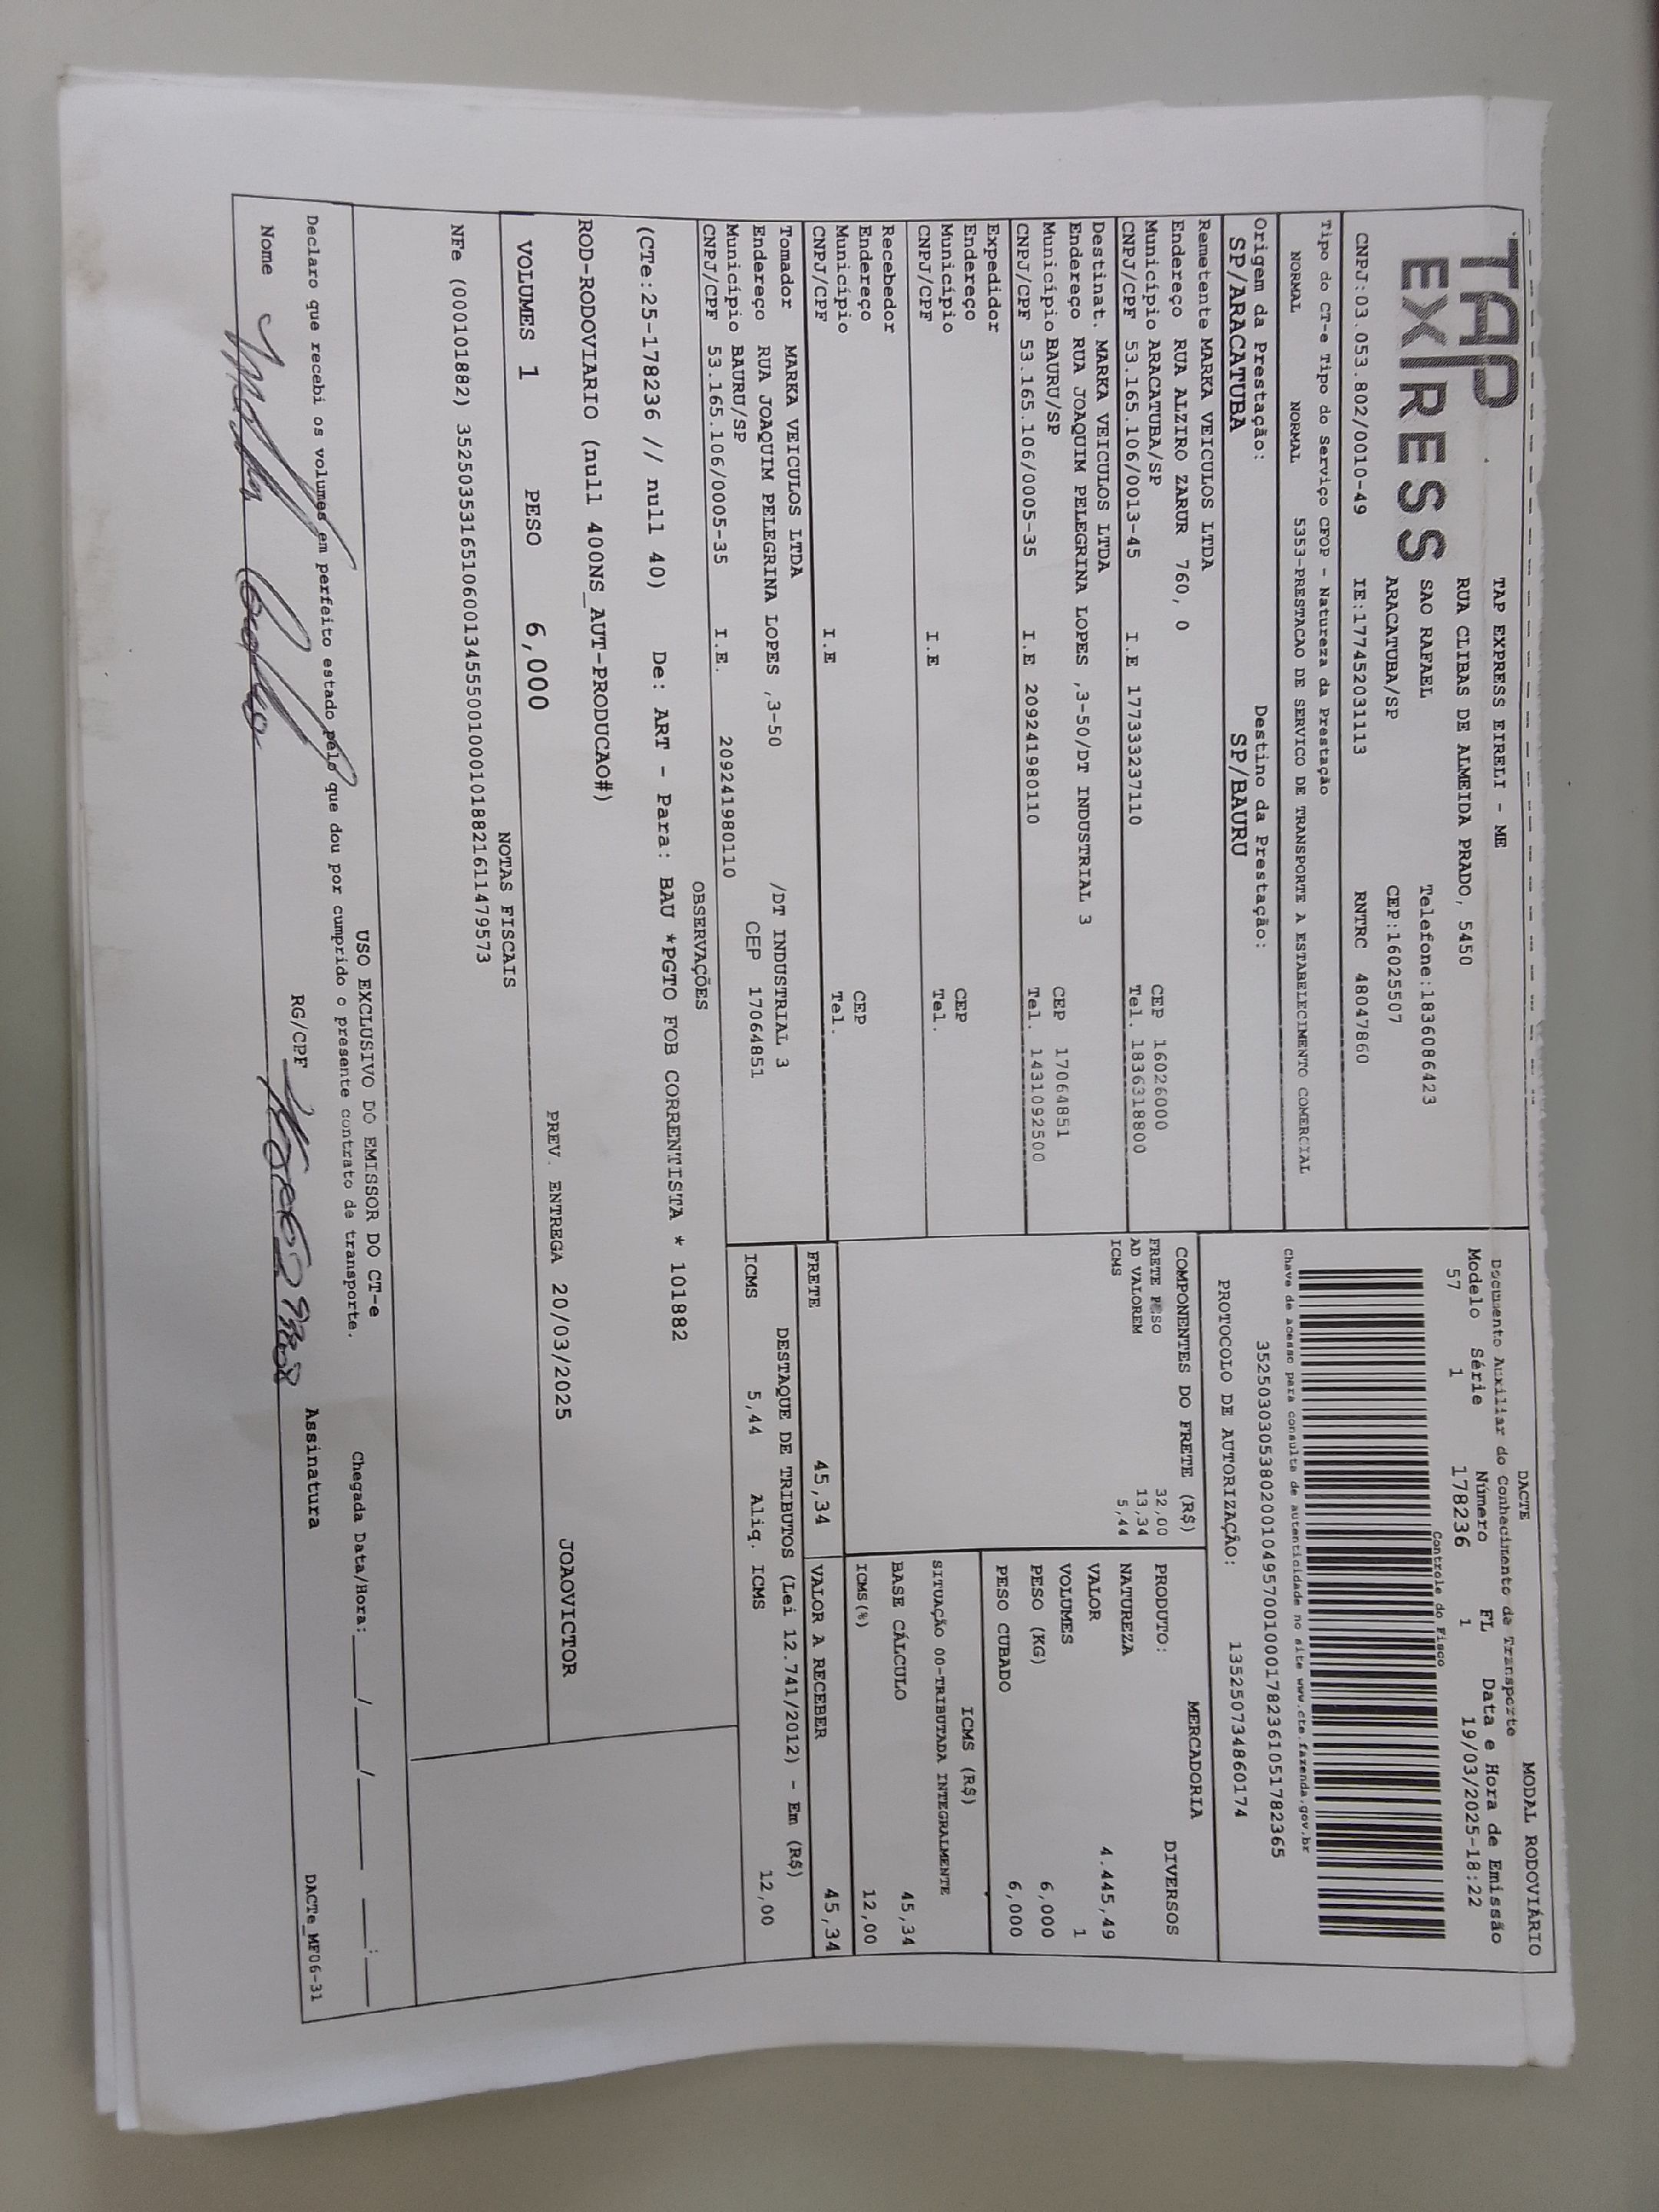 TAP
EXPRESS
TAP EXPRESS EIRELI - ME
RUA CLIBAS DE ALMEIDA PRADO, 5450
SAO RAFAEL Telefone:1836086423
ARACATUBA/SP CEP:16025507
CNPJ:03.053.802/0010-49 IE:177452031113 RNTRC 48047860
Tipo do CT-e Tipo do Serviço CFOP - Natureza da Prestação
NORMAL NORMAL 5353-PRESTACAO DE SERVICO DE TRANSPORTE A ESTABELECIMENTO COMERCIAL
Origem da Prestação: Destino da Prestação:
SP/ARACATUBA SP/BAURU
Remetente MARKA VEICULOS LTDA
Endereço RUA ALZIRO ZARUR 760, 0
Município ARACATUBA/SP CEP 16026000
CNPJ/CPF 53.165.106/0013-45 I.E 177333237110 Tel. 1836318800
Destinat. MARKA VEICULOS LTDA
Endereço RUA JOAQUIM PELEGRINA LOPES ,3-50/DT INDUSTRIAL 3
Município BAURU/SP CEP 17064851
CNPJ/CPF 53.165.106/0005-35 I.E 209241980110 Tel. 1431092500
Expedidor
Endereço
Município CEP
CNPJ/CPF I.E Tel.
Recebedor
Endereço
Município CEP
CNPJ/CPF I.E Tel.
Tomador MARKA VEICULOS LTDA
Endereço RUA JOAQUIM PELEGRINA LOPES ,3-50 /DT INDUSTRIAL 3
Município BAURU/SP CEP 17064851
CNPJ/CPF 53.165.106/0005-35 I.E. 209241980110
DACTE MODAL RODOVIÁRIO
Documento Auxiliar do Conhecimento de Transporte
Modelo Série Número FL Data e Hora de Emissão
57 1 178236 1 19/03/2025-18:22
Controle do Fisco
Chave de acesso para consulta de autenticidade no site www.cte.fazenda.gov.br
35250303053802001049570010001782361051782365
PROTOCOLO DE AUTORIZAÇÃO: 135250734860174
COMPONENTES DO FRETE (R$)
FRETE PESO 32,00
AD VALOREM 13,34
ICMS 5,44
MERCADORIA
PRODUTO: DIVERSOS
NATUREZA
VALOR 4.445,49
VOLUMES 1
PESO (KG) 6,000
PESO CUBADO 6,000
ICMS (R$)
SITUAÇÃO 00-TRIBUTADA INTEGRALMENTE
BASE CÁLCULO 45,34
ICMS(%) 12,00
FRETE 45,34 VALOR A RECEBER 45,34
DESTAQUE DE TRIBUTOS (Lei 12.741/2012) - Em (R$)
ICMS 5,44 Aliq. ICMS 12,00
OBSERVAÇÕES
(CTe:25-178236 // null 40) De: ART - Para: BAU *PGTO FOB CORRENTISTA * 101882
ROD-RODOVIARIO (null 400NS_AUT-PRODUCAO#)
VOLUMES 1 PESO 6,000 PREV. ENTREGA 20/03/2025 JOAOVICTOR
NOTAS FISCAIS
NFe (000101882) 35250353165106001345550010001018821611479573
USO EXCLUSIVO DO EMISSOR DO CT-e
Declaro que recebi os volumes em perfeito estado pelo que dou por cumprido o presente contrato de transporte. Chegada Data/Hora:____/____/______ ___:___
Nome RG/CPF Assinatura DACTe_MF06-31